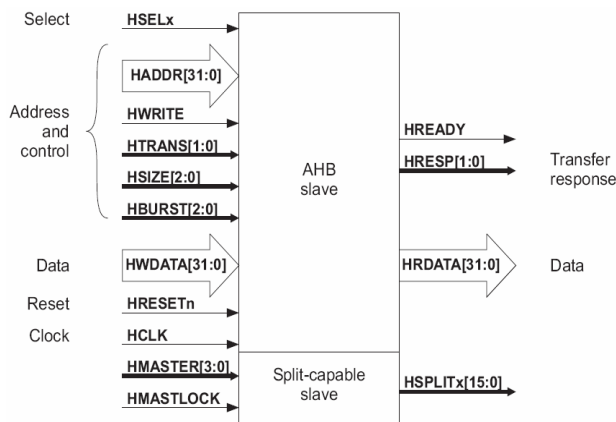 Select
HSELx
HADDR[31:0]
Address
and
control
HWRITE
HTRANS[1:0]
HSIZE[2:0]
HBURST[2:0]
AHB
slave
HREADY
HRESP[1:0]
Transfer
response
Data
HWDATA[31:0]
HRDATA[31:0]
Data
Reset
HRESETn
Clock
HCLK
HMASTER[3:0]
HMASTLOCK
Split-capable
slave
HSPLITx[15:0]